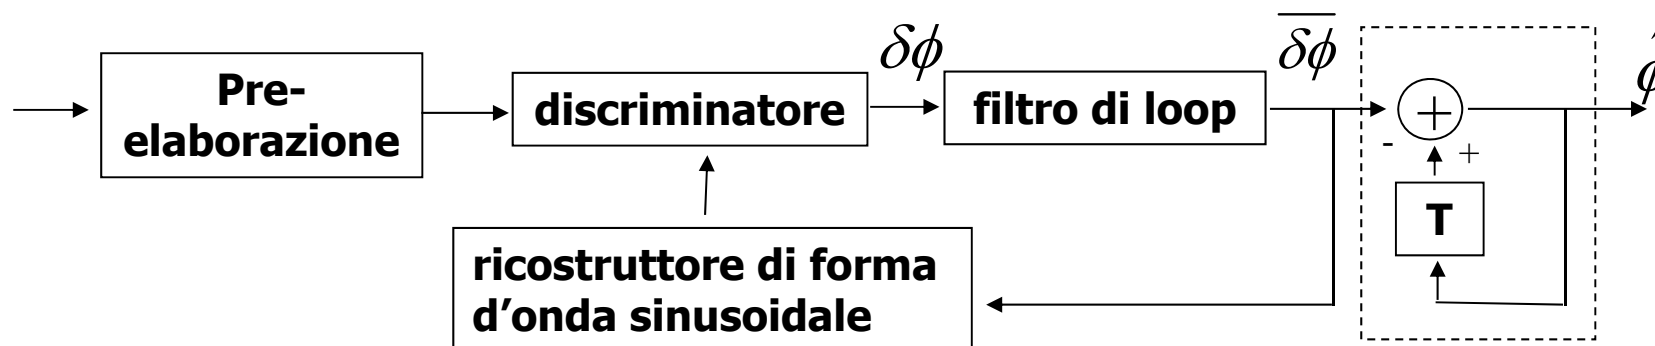 Pre-
elaborazione
discriminatore
δϕ
filtro di loop
δϕ̅
+
-
+
T
ricostruttore di forma
d’onda sinusoidale